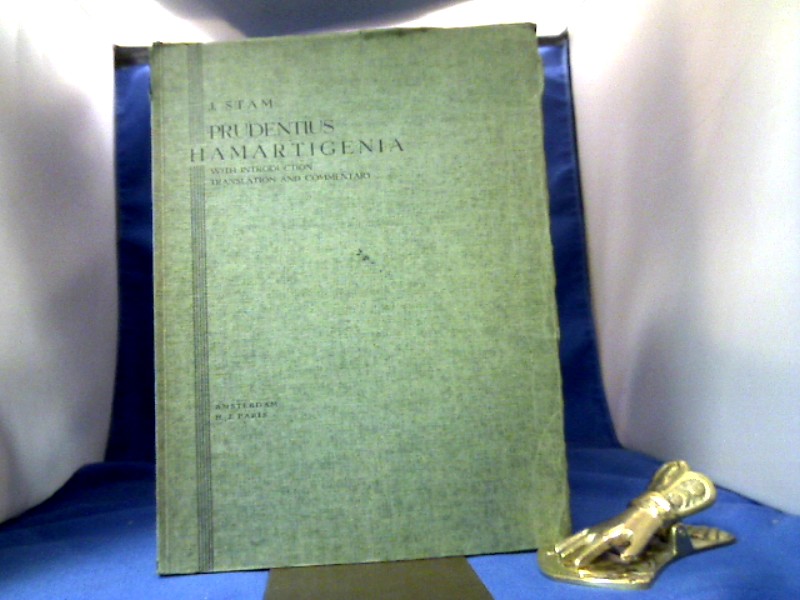 J. STAM
PRUDENTIUS
HAMARTIGENIA
WITH INTRODUCTION
TRANSLATION AND COMMENTARY
AMSTERDAM
H. J. PARIS